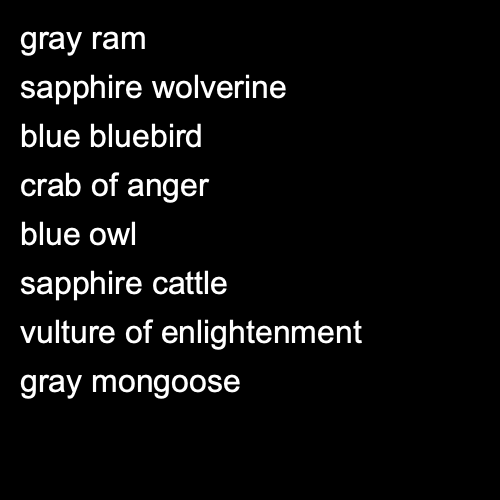 gray ram
sapphire wolverine
blue bluebird
crab of anger
blue owl
sapphire cattle
vulture of enlightenment
gray mongoose